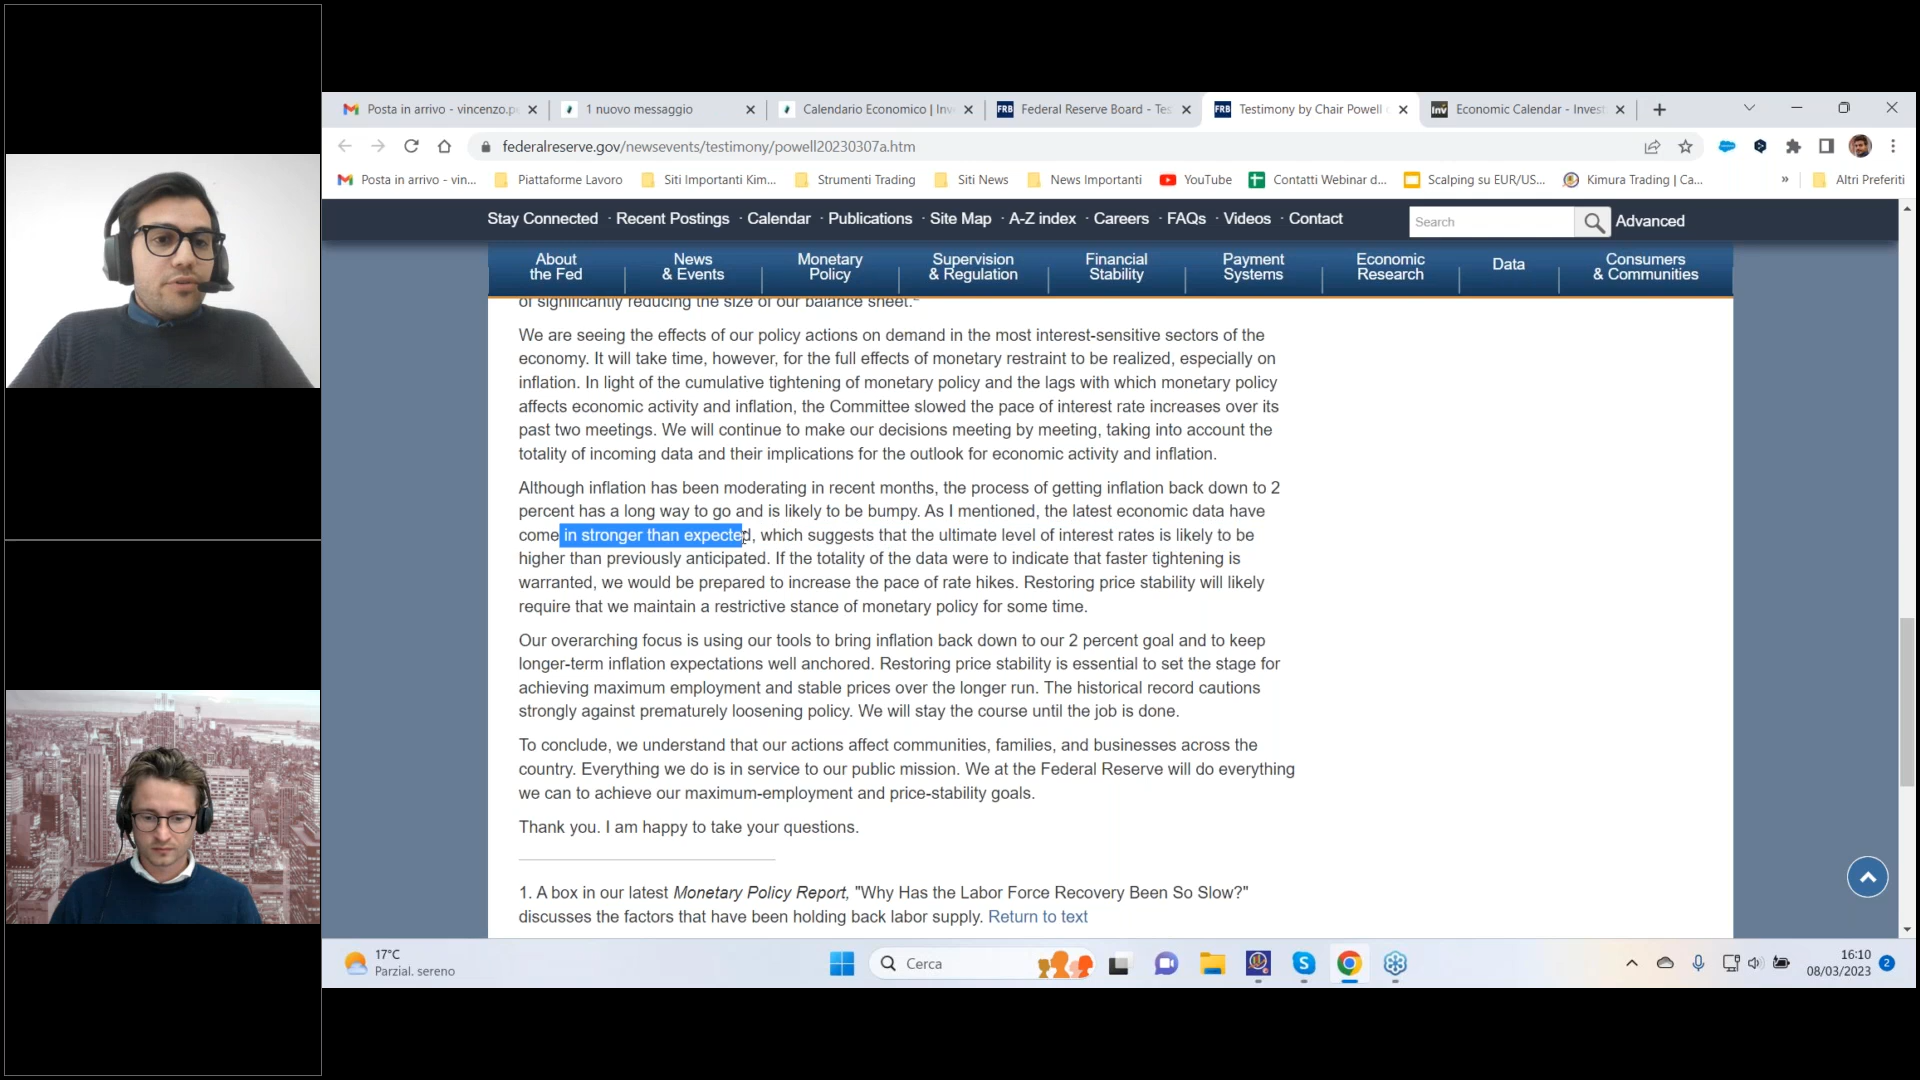 Posta in arrivo - vincenzo.p
1 nuovo messaggio
Calendario Economico | Inv
FRB Federal Reserve Board - Tes
FRB Testimony by Chair Powell
Inv Economic Calendar - Invest
federalreserve.gov/newsevents/testimony/powell20230307a.htm
Posta in arrivo - vin...
Piattaforme Lavoro
Siti Importanti Kim...
Strumenti Trading
Siti News
News Importanti
YouTube
Contatti Webinar d...
Scalping su EUR/US...
Kimura Trading | Ca...
»
Altri Preferiti
Stay Connected · Recent Postings · Calendar · Publications · Site Map · A-Z index · Careers · FAQs · Videos · Contact
Search
Advanced
About
the Fed
News
& Events
Monetary
Policy
Supervision
& Regulation
Financial
Stability
Payment
Systems
Economic
Research
Data
Consumers
& Communities
of significantly reducing the size of our balance sheet.
We are seeing the effects of our policy actions on demand in the most interest-sensitive sectors of the
economy. It will take time, however, for the full effects of monetary restraint to be realized, especially on
inflation. In light of the cumulative tightening of monetary policy and the lags with which monetary policy
affects economic activity and inflation, the Committee slowed the pace of interest rate increases over its
past two meetings. We will continue to make our decisions meeting by meeting, taking into account the
totality of incoming data and their implications for the outlook for economic activity and inflation.
Although inflation has been moderating in recent months, the process of getting inflation back down to 2
percent has a long way to go and is likely to be bumpy. As I mentioned, the latest economic data have
come in stronger than expected, which suggests that the ultimate level of interest rates is likely to be
higher than previously anticipated. If the totality of the data were to indicate that faster tightening is
warranted, we would be prepared to increase the pace of rate hikes. Restoring price stability will likely
require that we maintain a restrictive stance of monetary policy for some time.
Our overarching focus is using our tools to bring inflation back down to our 2 percent goal and to keep
longer-term inflation expectations well anchored. Restoring price stability is essential to set the stage for
achieving maximum employment and stable prices over the longer run. The historical record cautions
strongly against prematurely loosening policy. We will stay the course until the job is done.
To conclude, we understand that our actions affect communities, families, and businesses across the
country. Everything we do is in service to our public mission. We at the Federal Reserve will do everything
we can to achieve our maximum-employment and price-stability goals.
Thank you. I am happy to take your questions.
1. A box in our latest Monetary Policy Report, "Why Has the Labor Force Recovery Been So Slow?"
discusses the factors that have been holding back labor supply. Return to text
17°C
Parzial. sereno
Cerca
16:10
08/03/2023
2